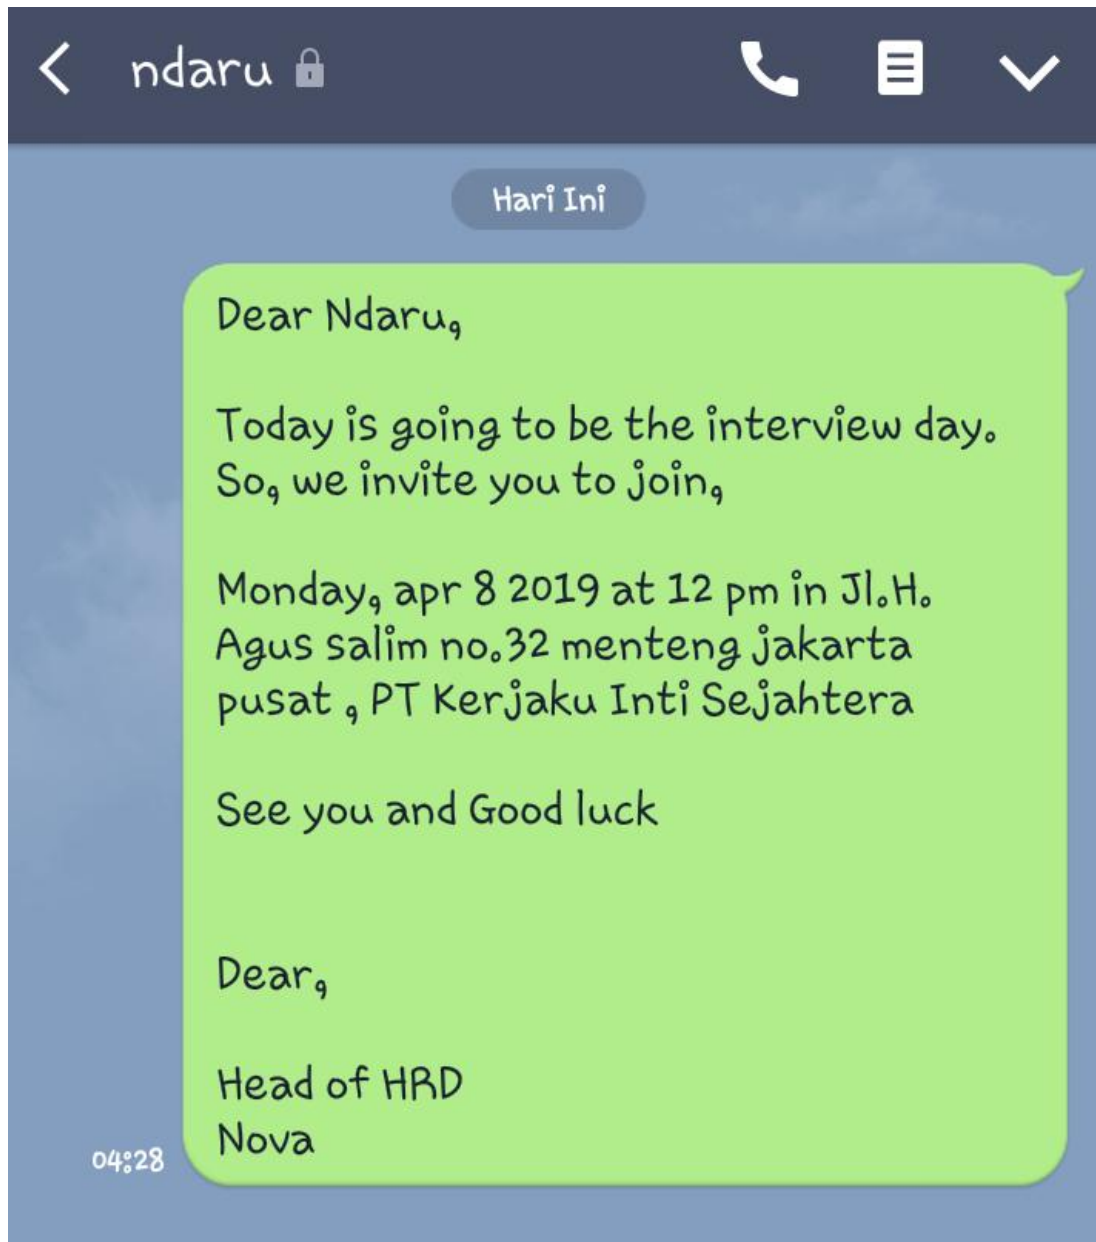 ndaru
Hari Ini
Dear Ndaru,
Today is going to be the interview day.
So, we invite you to join,
Monday, apr 8 2019 at 12 pm in Jl.H.
Agus salim no.32 menteng jakarta
pusat , PT Kerjaku Inti Sejahtera
See you and Good luck
Dear,
Head of HRD
Nova
04:28